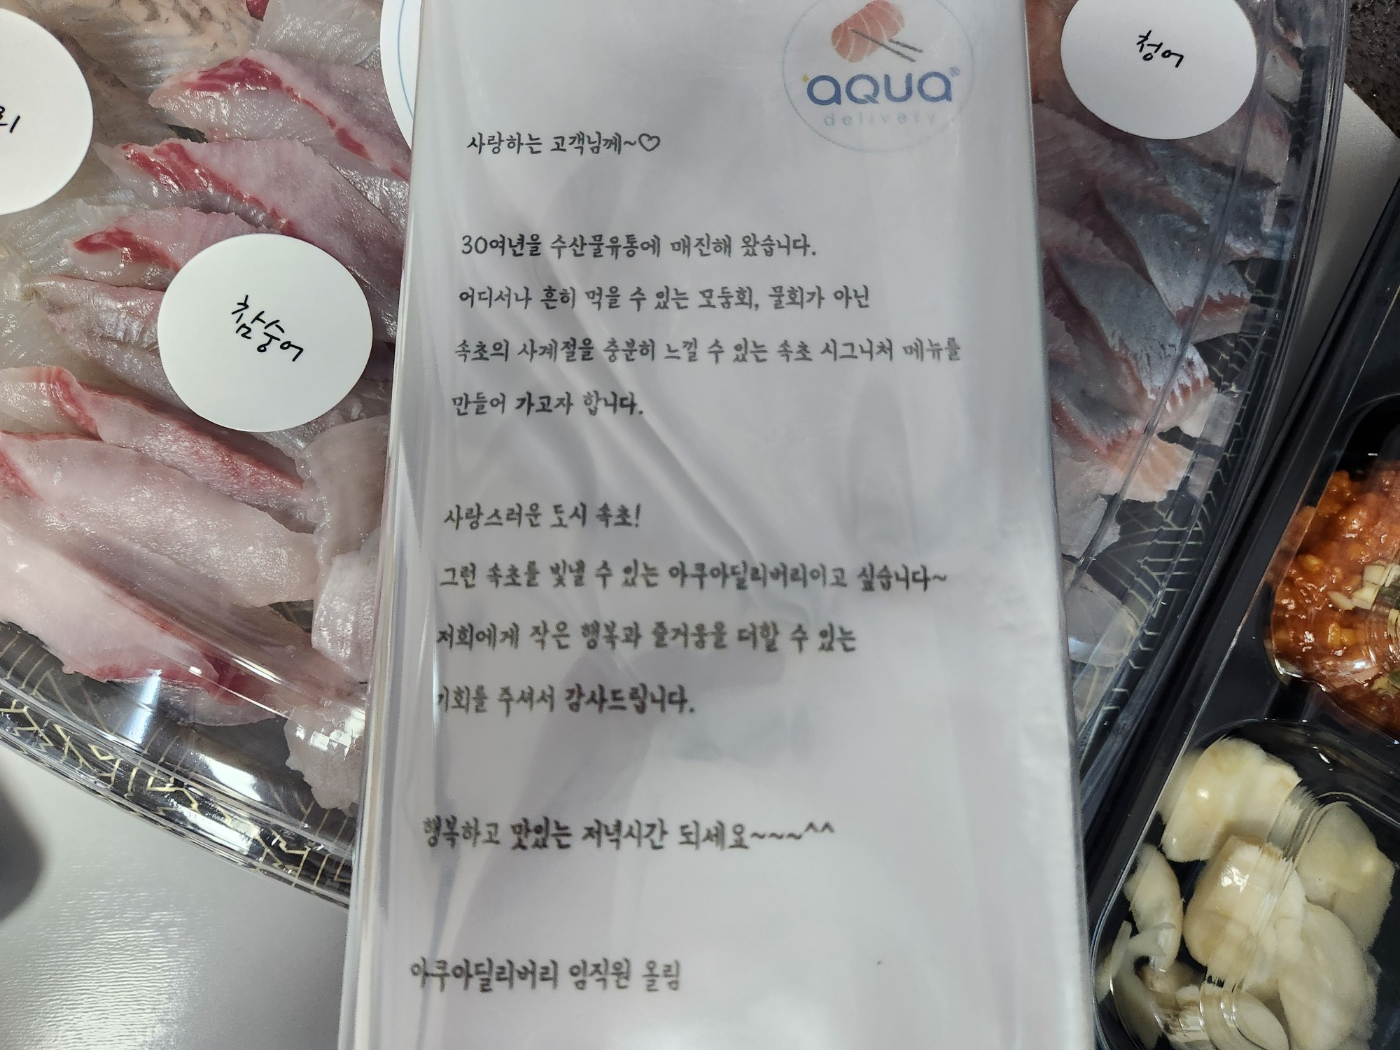 aqua
delivery
청어
참숭어
리
사랑하는 고객님께~♡
30여년을 수산물유통에 매진해 왔습니다.
어디서나 흔히 먹을 수 있는 모둠회, 물회가 아닌
속초의 사계절을 충분히 느낄 수 있는 속초 시그니처 메뉴를
만들어 가고자 합니다.
사랑스러운 도시 속초!
그런 속초를 빛낼 수 있는 아쿠아딜리버리이고 싶습니다~
저희에게 작은 행복과 즐거움을 더할 수 있는
기회를 주셔서 감사드립니다.
행복하고 맛있는 저녁시간 되세요~~~^^
아쿠아딜리버리 임직원 올림